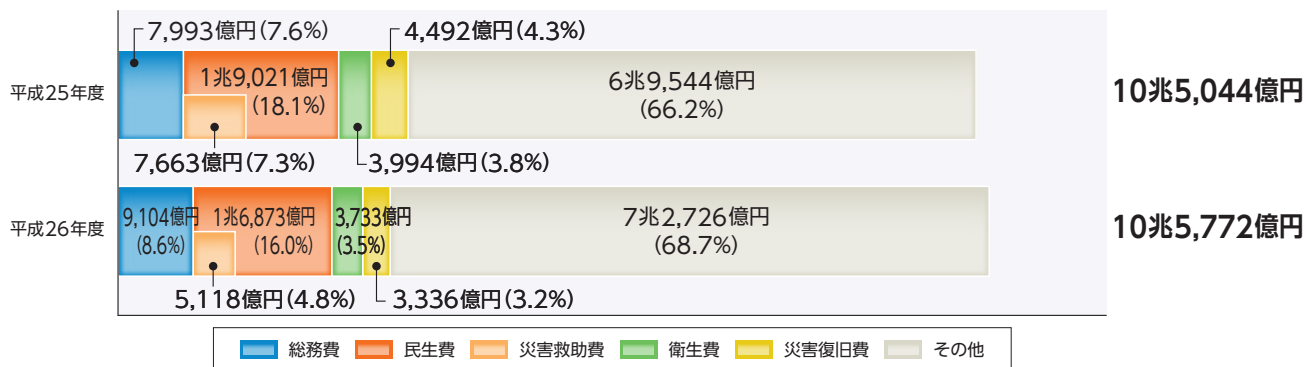 7,993億円(7.6%)
4,492億円(4.3%)
平成25年度
1兆9,021億円
(18.1%)
6兆9,544億円
(66.2%)
10兆5,044億円
7,663億円(7.3%)
3,994億円(3.8%)
平成26年度
9,104億円
(8.6%)
1兆6,873億円
(16.0%)
3,733億円
(3.5%)
7兆2,726億円
(68.7%)
10兆5,772億円
5,118億円(4.8%)
3,336億円(3.2%)
総務費 民生費 災害救助費 衛生費 災害復旧費 その他